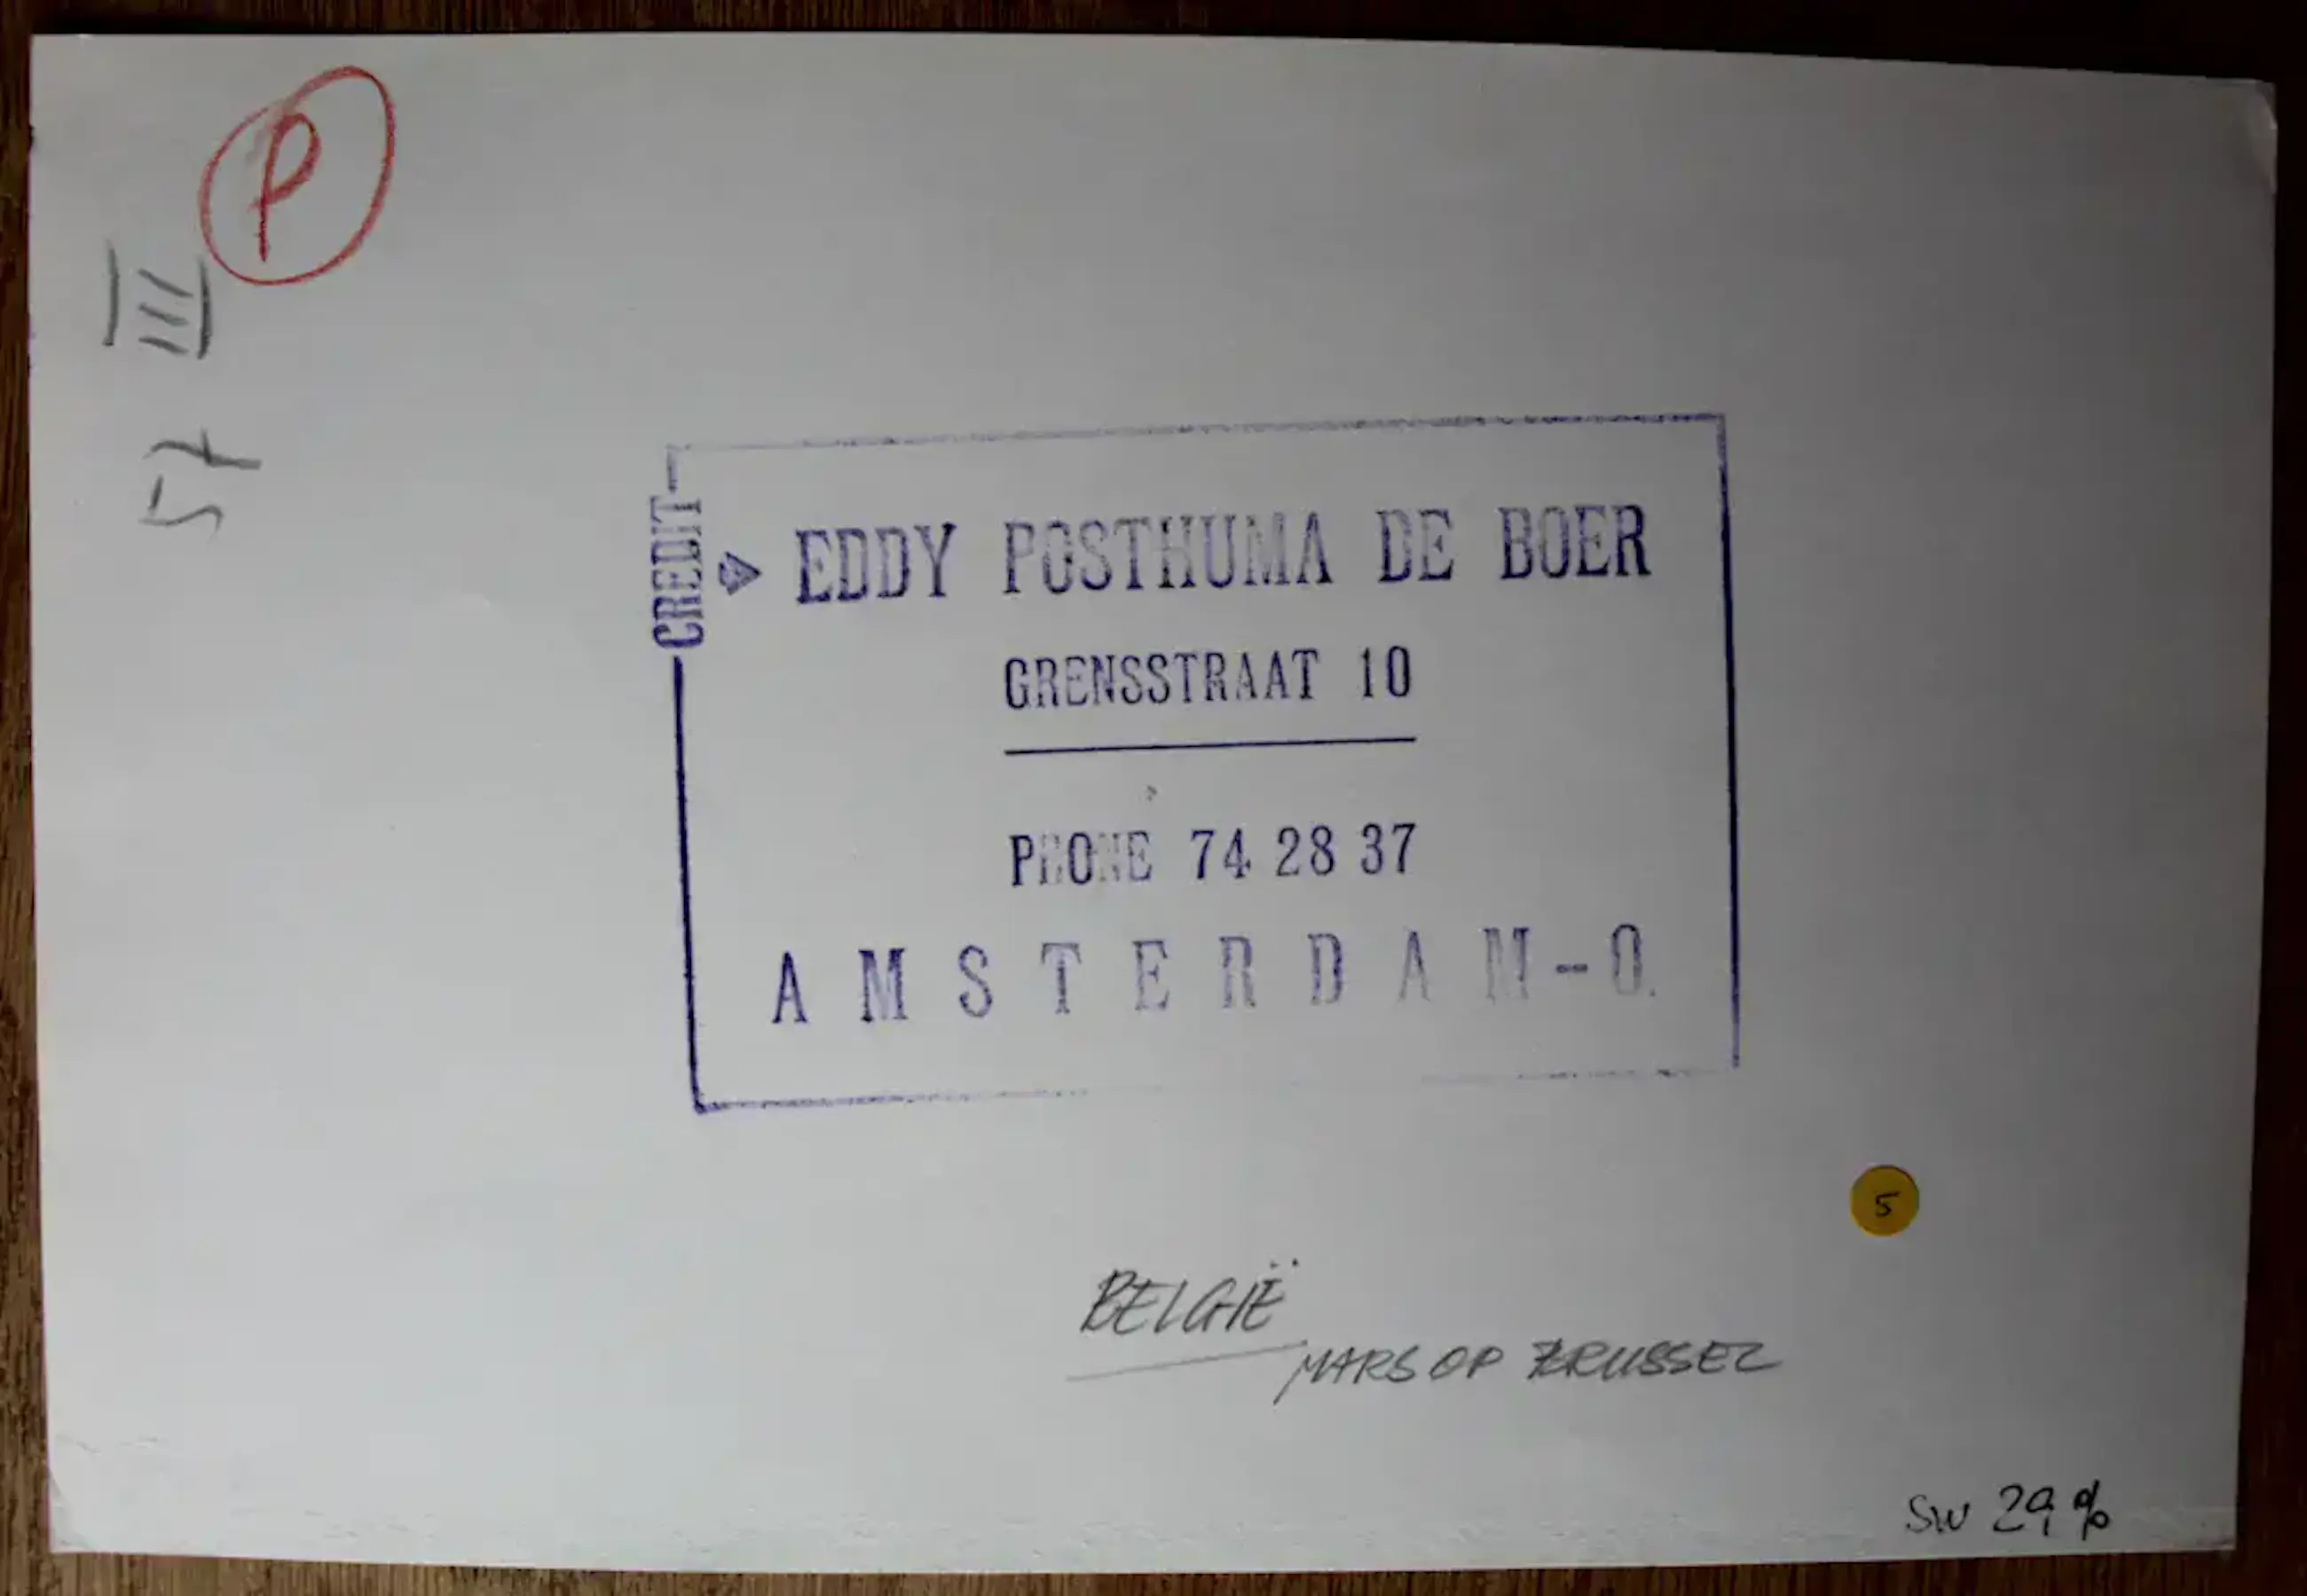 P
57 III
CREDIT
EDDY POSTHUMA DE BOER
GRENSSTRAAT 10
PHONE 74 28 37
AMSTERDAM-O.
5
BELGIË
MARS OP BRUSSEL
SW 29%